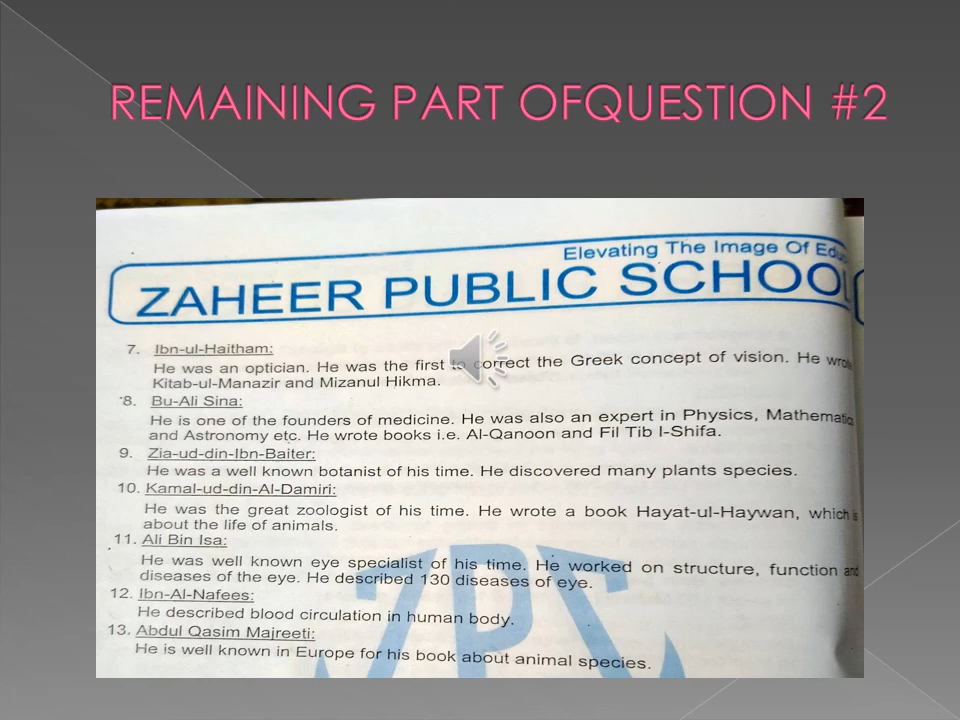 REMAINING PART OFQUESTION #2
Elevating The Image Of
ZAHEER PUBLIC SCHOOL
7. Ibn-ul-Haitham:
He was an optician. He was the first to correct the Greek concept of vision. He wrote
Kitab-ul-Manazir and Mizanul Hikma.
8. Bu-Ali Sina:
He is one of the founders of medicine. He was also an expert in Physics, Mathematics
and Astronomy etc. He wrote books i.e. Al-Qanoon and Fil Tib I-Shifa.
9. Zia-ud-din-Ibn-Baiter:
He was a well known botanist of his time. He discovered many plants species.
10. Kamal-ud-din-Al-Damiri:
He was the great zoologist of his time. He wrote a book Hayat-ul-Haywan, which is
about the life of animals.
11. Ali Bin Isa:
He was well known eye specialist of his time. He worked on structure, function and
diseases of the eye. He described 130 diseases of eye.
12. Ibn-Al-Nafees:
He described blood circulation in human body.
13. Abdul Qasim Majreeti:
He is well known in Europe for his book about animal species.
ZPS